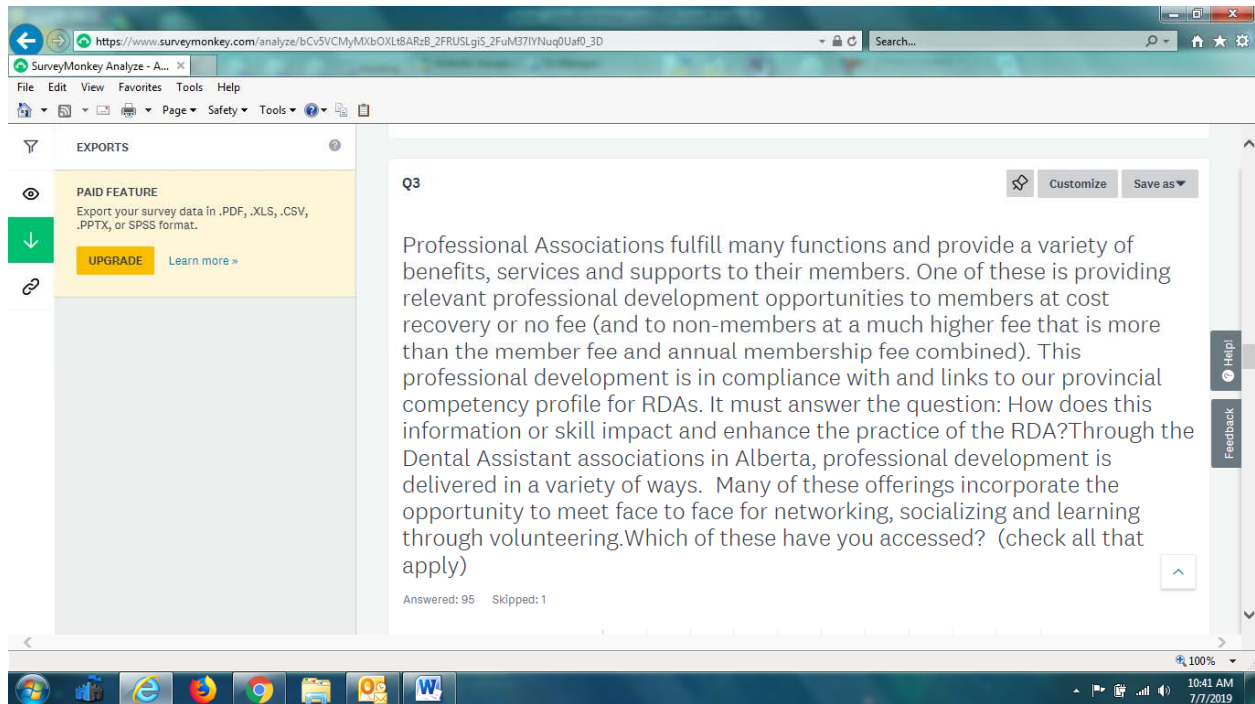 https://www.surveymonkey.com/analyze/bCv5VCMyMXbOXLt8ARzB_2FRUSLgiS_2FuM37IYNuq0Uaf0_3D
Search...
SurveyMonkey Analyze - A...
File Edit View Favorites Tools Help
Page Safety Tools
EXPORTS
PAID FEATURE
Export your survey data in .PDF, .XLS, .CSV,
.PPTX, or SPSS format.
UPGRADE Learn more »
Q3
Customize Save as
Professional Associations fulfill many functions and provide a variety of
benefits, services and supports to their members. One of these is providing
relevant professional development opportunities to members at cost
recovery or no fee (and to non-members at a much higher fee that is more
than the member fee and annual membership fee combined). This
professional development is in compliance with and links to our provincial
competency profile for RDAs. It must answer the question: How does this
information or skill impact and enhance the practice of the RDA?Through the
Dental Assistant associations in Alberta, professional development is
delivered in a variety of ways.  Many of these offerings incorporate the
opportunity to meet face to face for networking, socializing and learning
through volunteering.Which of these have you accessed?  (check all that
apply)
Answered: 95 Skipped: 1
Help!
Feedback
100%
10:41 AM
7/7/2019